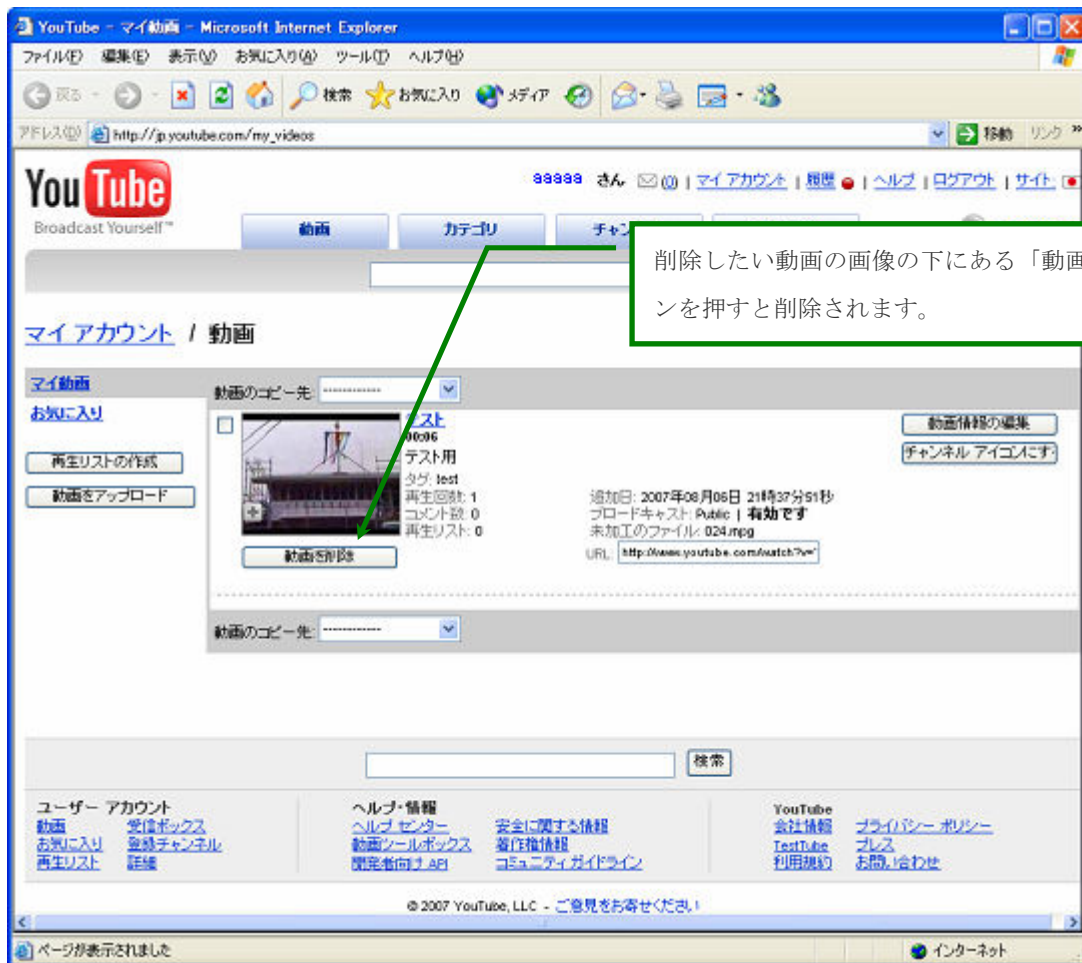 YouTube - マイ動画 - Microsoft Internet Explorer
ファイル(F) 編集(E) 表示(V) お気に入り(A) ツール(T) ヘルプ(H)
戻る 検索 お気に入り メディア
アドレス(D) http://jp.youtube.com/my_videos 移動 リンク »
You Tube
Broadcast Yourself™
aaaaa さん (0) | マイ アカウント | 履歴 | ヘルプ | ログアウト | サイト:
動画 カテゴリ チャン
削除したい動画の画像の下にある「動画
ンを押すと削除されます。
マイ アカウント / 動画
マイ動画
お気に入り
再生リストの作成
動画をアップロード
動画のコピー先: -------------
テスト
00:06
テスト用
タグ: test
再生回数: 1
コメント数: 0
再生リスト: 0
動画を削除
追加日: 2007年08月06日 21時37分51秒
ブロードキャスト: Public | 有効です
未加工のファイル: 024.mpg
URL: http://www.youtube.com/watch?v=
動画情報の編集
チャンネル アイコンにす
動画のコピー先: -------------
検索
ユーザー アカウント
動画 受信ボックス
お気に入り 登録チャンネル
再生リスト 詳細
ヘルプ・情報
ヘルプ センター 安全に関する情報
動画ツールボックス 著作権情報
開発者向け API コミュニティ ガイドライン
YouTube
会社情報 プライバシー ポリシー
TestTube プレス
利用規約 お問い合わせ
© 2007 YouTube, LLC - ご意見をお寄せください
ページが表示されました インターネット